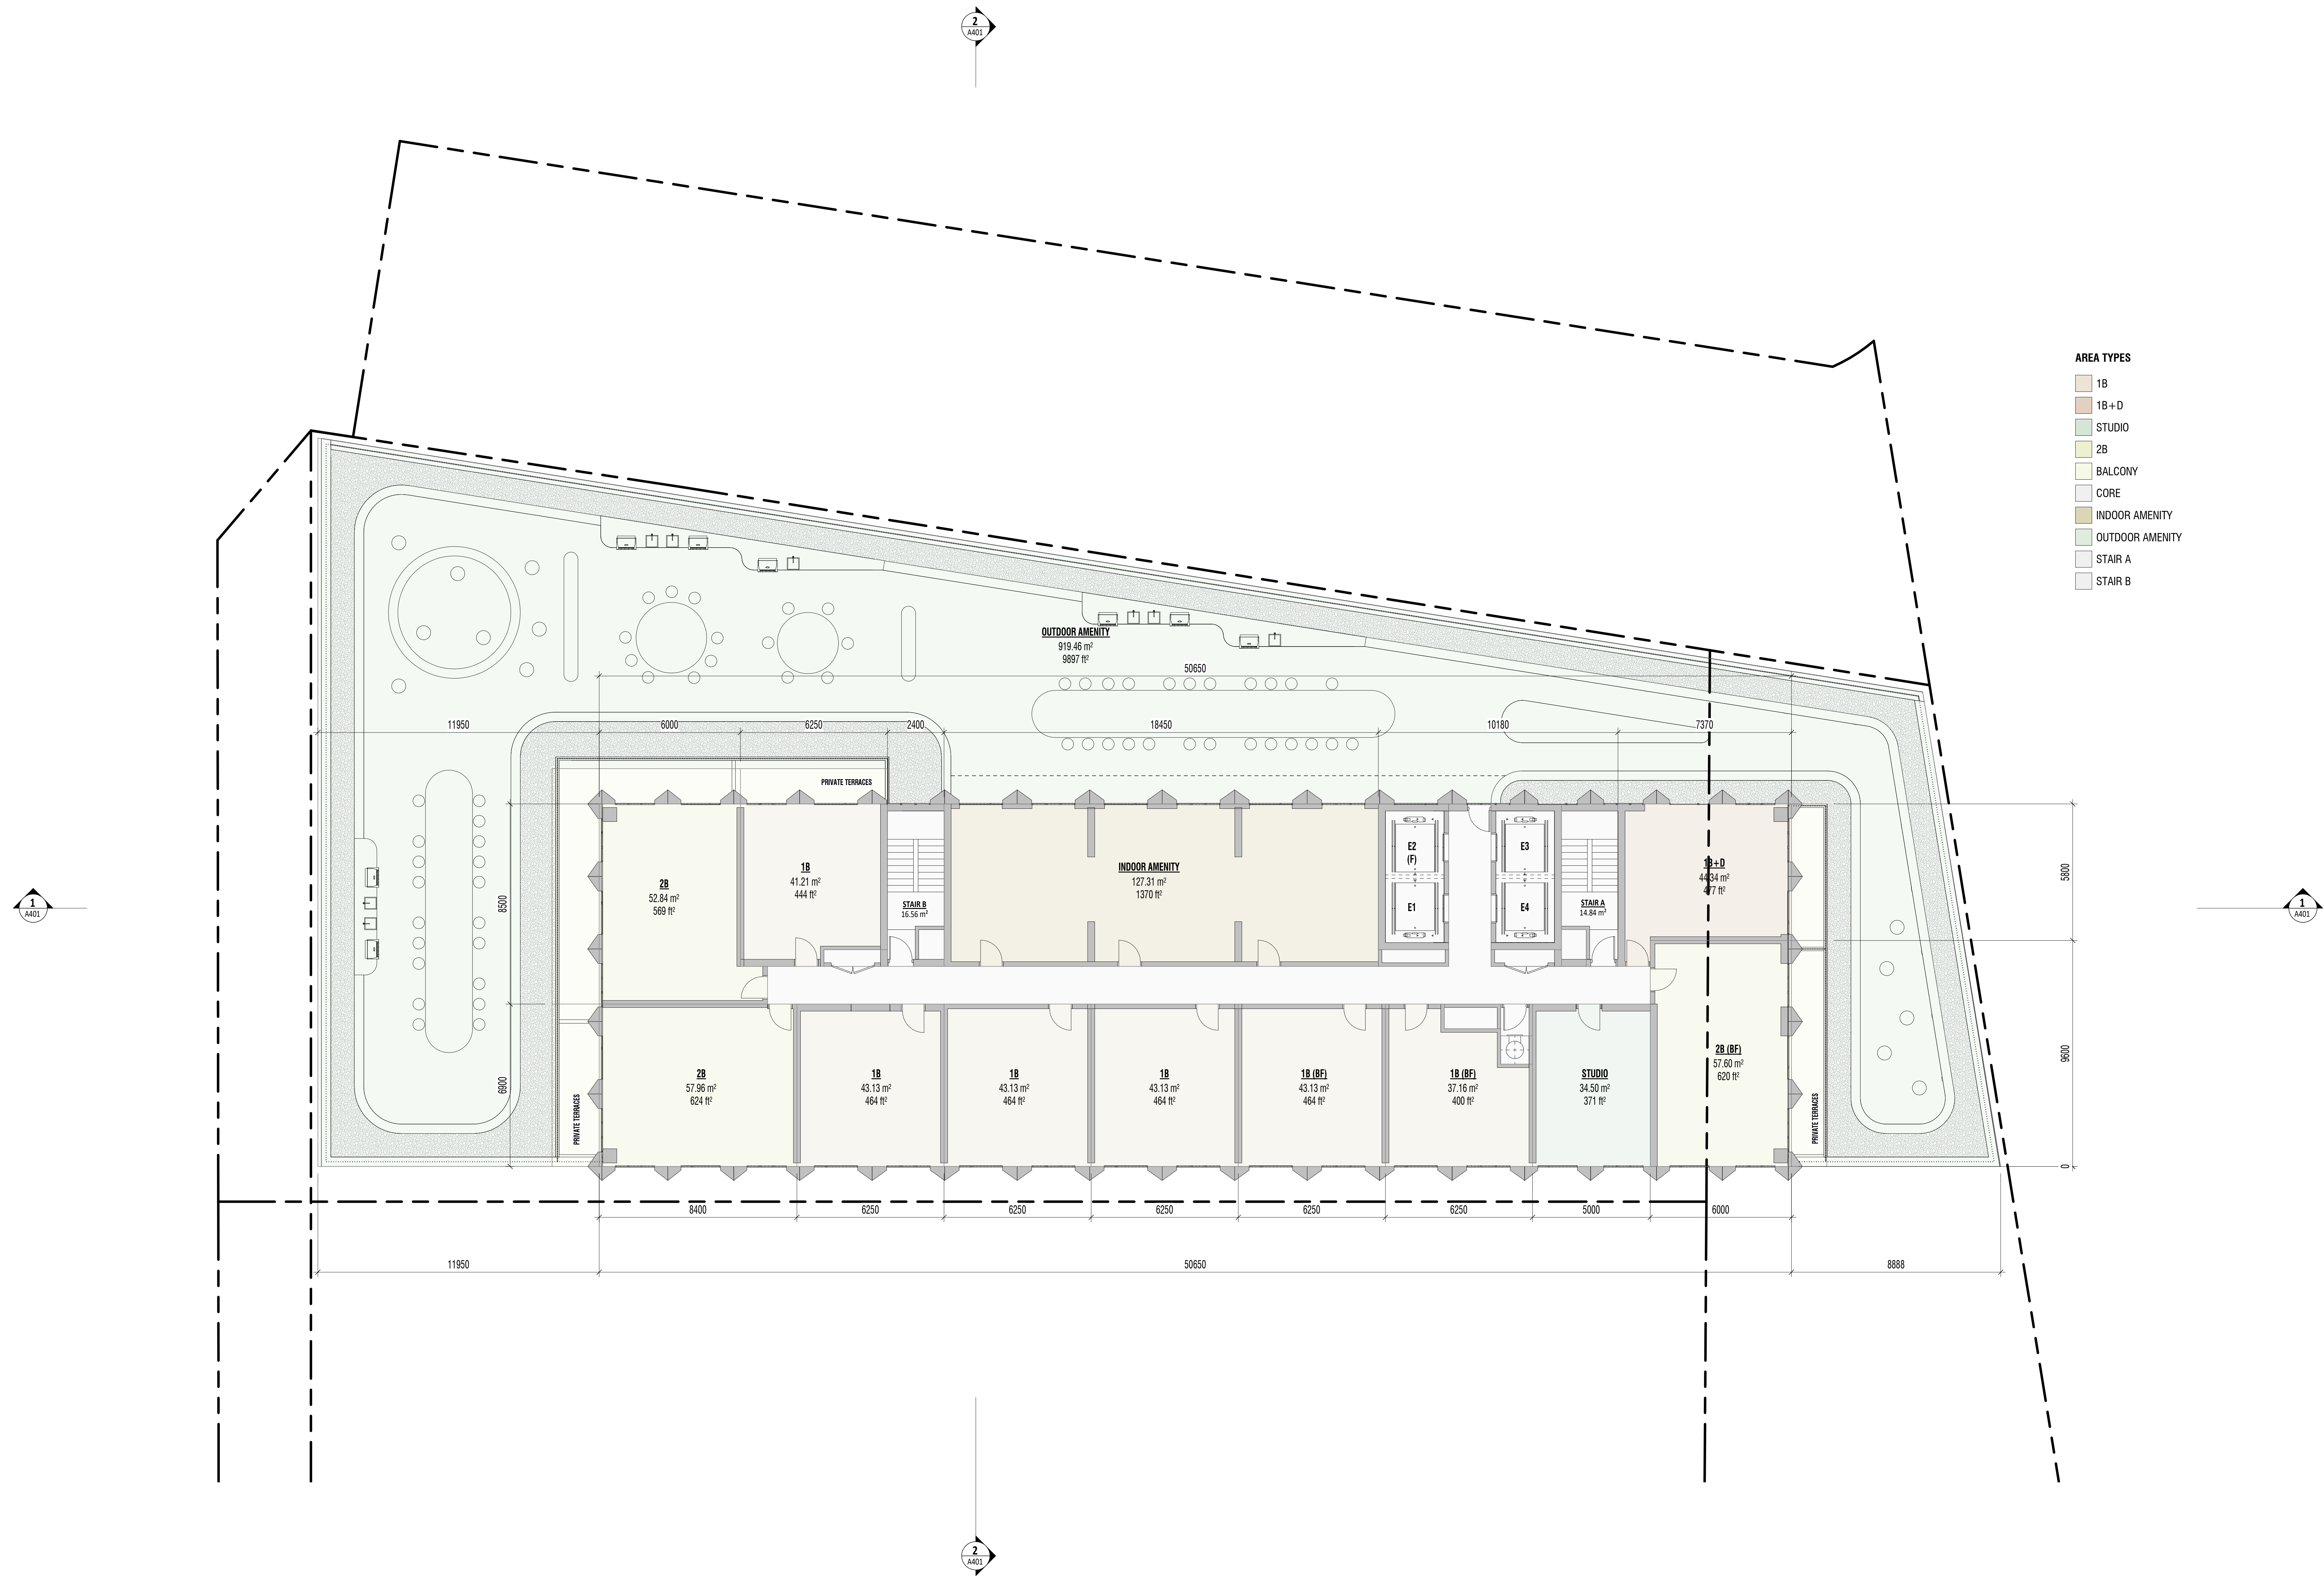 2
A401
AREA TYPES
1B
1B+D
STUDIO
2B
BALCONY
CORE
INDOOR AMENITY
OUTDOOR AMENITY
STAIR A
STAIR B
OUTDOOR AMENITY
919.46 m²
9897 ft²
50650
11950
6000
6250
2400
18450
10180
7370
PRIVATE TERRACES
2B
52.84 m²
569 ft²
1B
41.21 m²
444 ft²
STAIR B
16.56 m²
INDOOR AMENITY
127.31 m²
1370 ft²
E2
(F)
E1
E3
E4
STAIR A
14.84 m²
1B+D
44.34 m²
477 ft²
8500
5800
1
A401
1
A401
2B
57.96 m²
624 ft²
1B
43.13 m²
464 ft²
1B
43.13 m²
464 ft²
1B
43.13 m²
464 ft²
1B (BF)
43.13 m²
464 ft²
1B (BF)
37.16 m²
400 ft²
STUDIO
34.50 m²
371 ft²
2B (BF)
57.60 m²
620 ft²
6900
9600
0
PRIVATE TERRACES
PRIVATE TERRACES
8400
6250
6250
6250
6250
6250
5000
6000
11950
50650
8888
2
A401